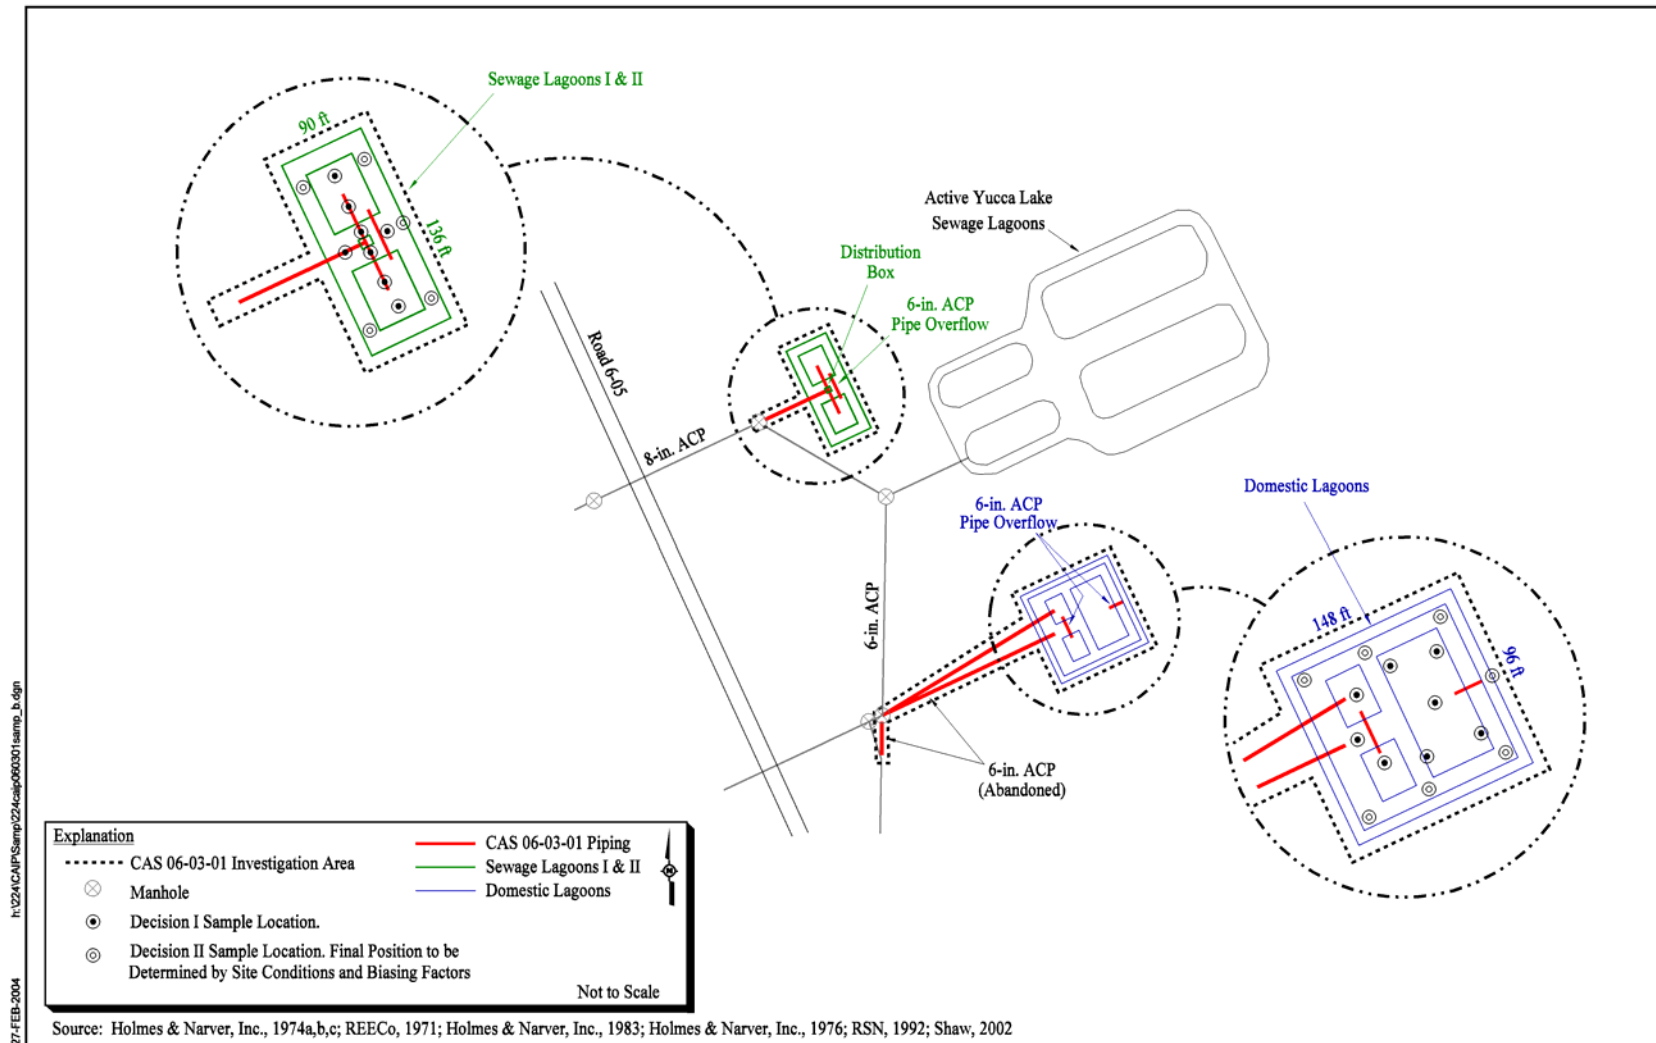 Sewage Lagoons I & II
90 ft
136 ft
Active Yucca Lake
Sewage Lagoons
Distribution
Box
6-in. ACP
Pipe Overflow
Road 6-05
8-in. ACP
6-in. ACP
Pipe Overflow
Domestic Lagoons
148 ft
96 ft
6-in. ACP
6-in. ACP
(Abandoned)
Explanation
CAS 06-03-01 Investigation Area
Manhole
Decision I Sample Location.
Decision II Sample Location. Final Position to be
Determined by Site Conditions and Biasing Factors
CAS 06-03-01 Piping
Sewage Lagoons I & II
Domestic Lagoons
N
Not to Scale
Source: Holmes & Narver, Inc., 1974a,b,c; REECo, 1971; Holmes & Narver, Inc., 1983; Holmes & Narver, Inc., 1976; RSN, 1992; Shaw, 2002
27-FEB-2004
h:\224\CAIP\Samp\224caip060301samp_b.dgn